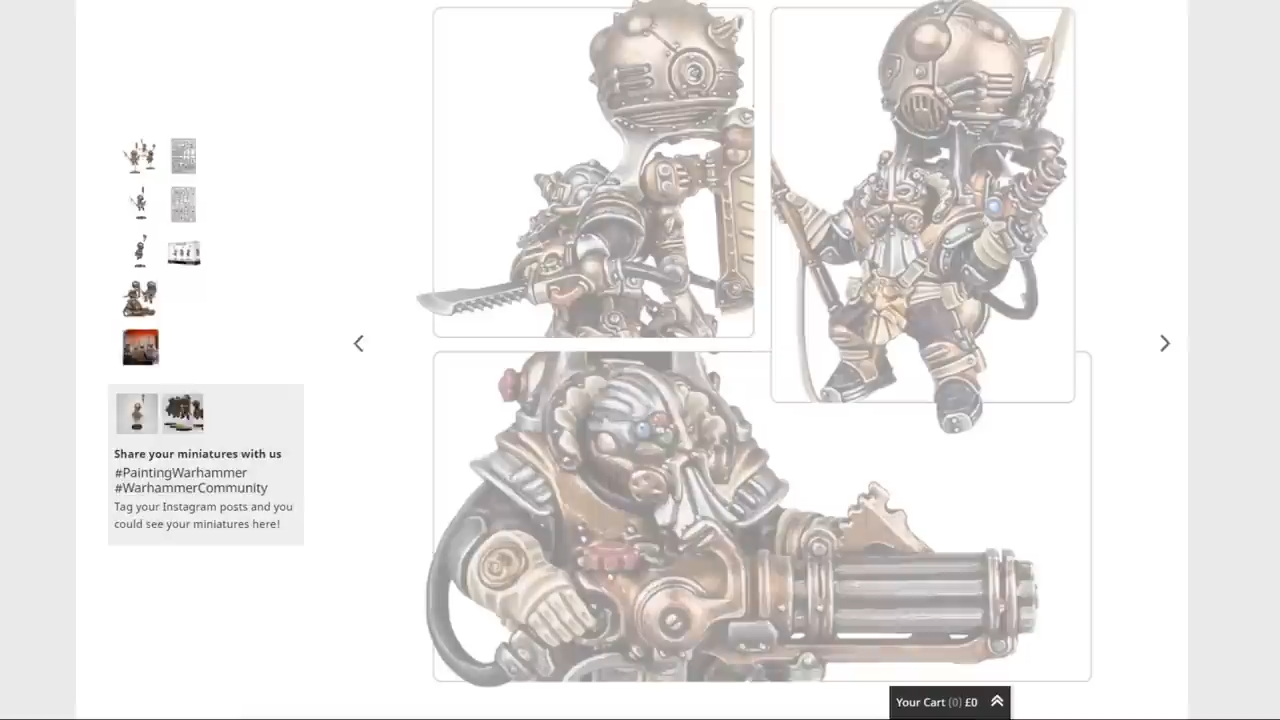 Share your miniatures with us
#PaintingWarhammer
#WarhammerCommunity
Tag your Instagram posts and you
could see your miniatures here!
Your Cart (0) £0